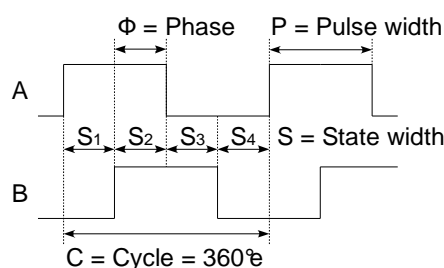 Φ = Phase P = Pulse width
A
S1 S2 S3 S4 S = State width
B
C = Cycle = 360°e